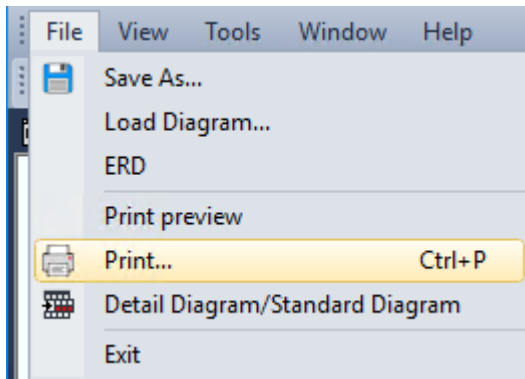 File View Tools Window Help
Save As...
Load Diagram...
ERD
Print preview
Print... Ctrl+P
Detail Diagram/Standard Diagram
Exit